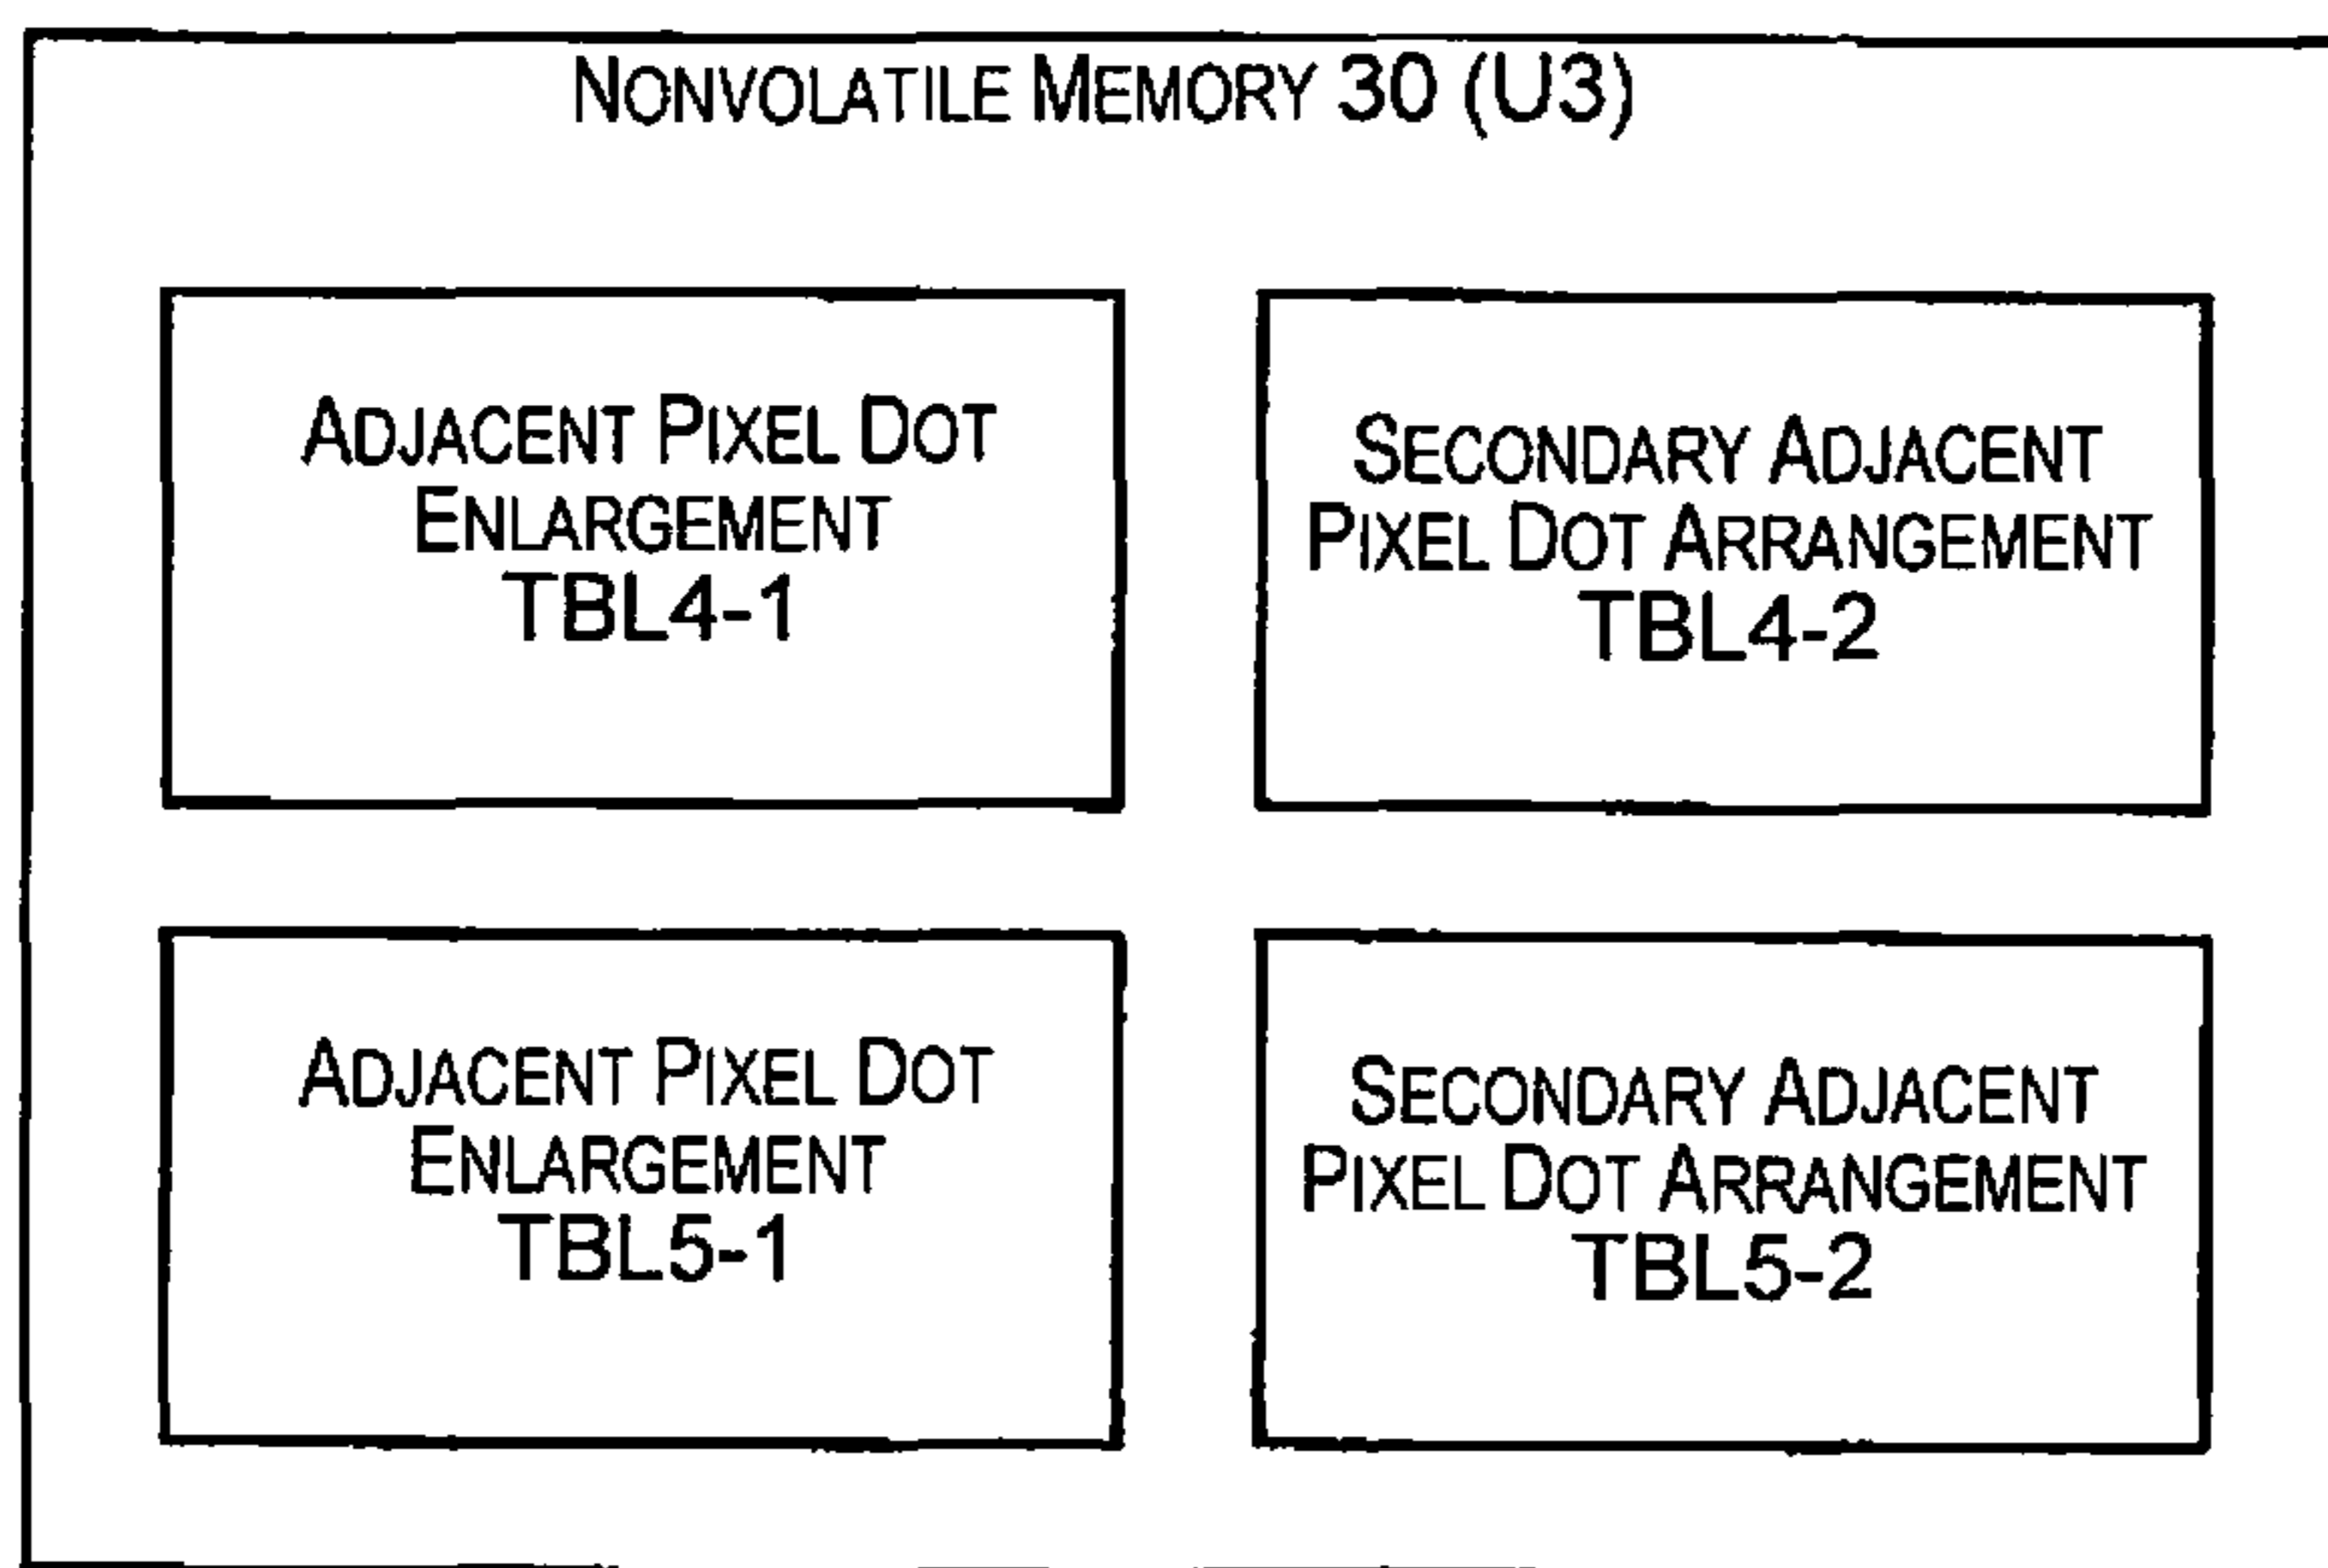 NONVOLATILE MEMORY 30 (U3)
ADJACENT PIXEL DOT
ENLARGEMENT
TBL4-1
SECONDARY ADJACENT
PIXEL DOT ARRANGEMENT
TBL4-2
ADJACENT PIXEL DOT
ENLARGEMENT
TBL5-1
SECONDARY ADJACENT
PIXEL DOT ARRANGEMENT
TBL5-2